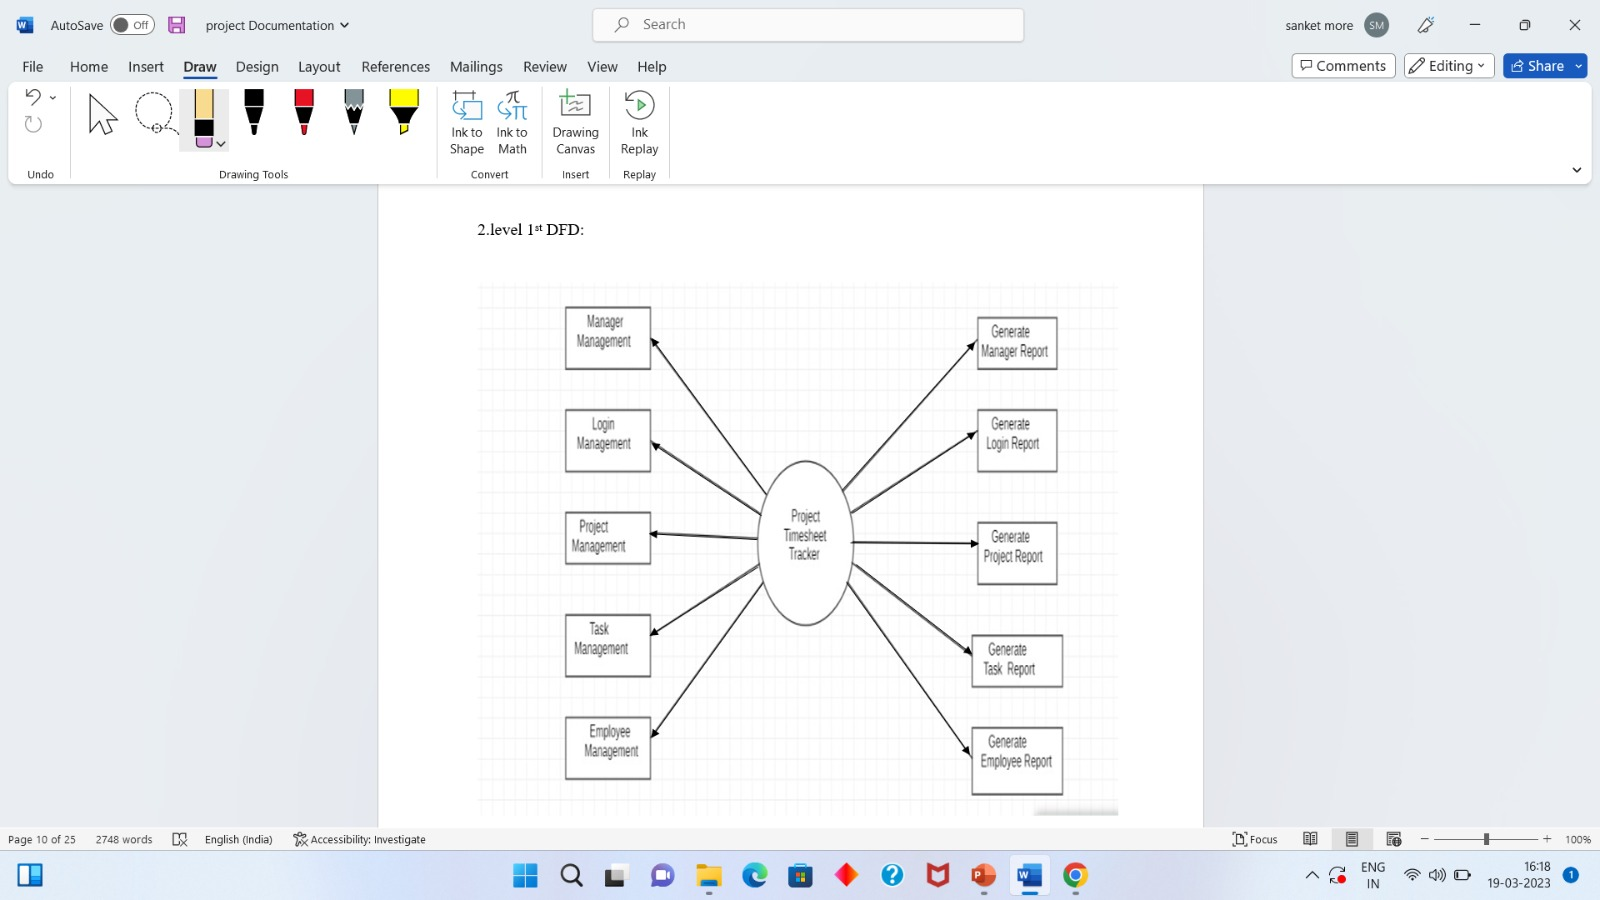 AutoSave Off project Documentation Search sanket more SM
File Home Insert Draw Design Layout References Mailings Review View Help Comments Editing Share
Ink to Shape
Ink to Math
Drawing Canvas
Ink Replay
Undo Drawing Tools Convert Insert Replay
2.level 1st DFD:
Manager
Management
Generate
Manager Report
Login
Management
Generate
Login Report
Project
Management
Project
Timesheet
Tracker
Generate
Project Report
Task
Management
Generate
Task Report
Employee
Management
Generate
Employee Report
Page 10 of 25 2748 words English (India) Accessibility: Investigate Focus 100%
ENG
IN
16:18
19-03-2023
1